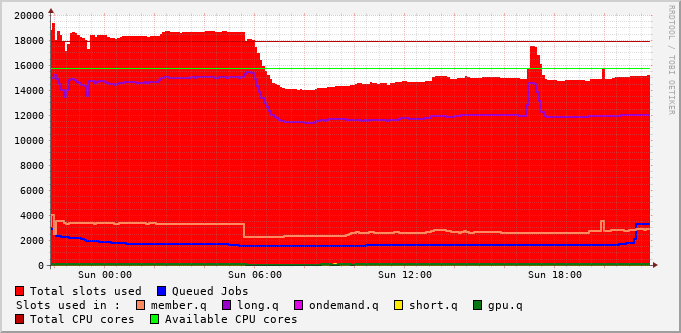 RRDTOOL / TOBI OETIKER
20000
18000
16000
14000
12000
10000
8000
6000
4000
2000
0
Sun 00:00 Sun 06:00 Sun 12:00 Sun 18:00
Total slots used Queued Jobs
Slots used in : member.q long.q ondemand.q short.q gpu.q
Total CPU cores Available CPU cores